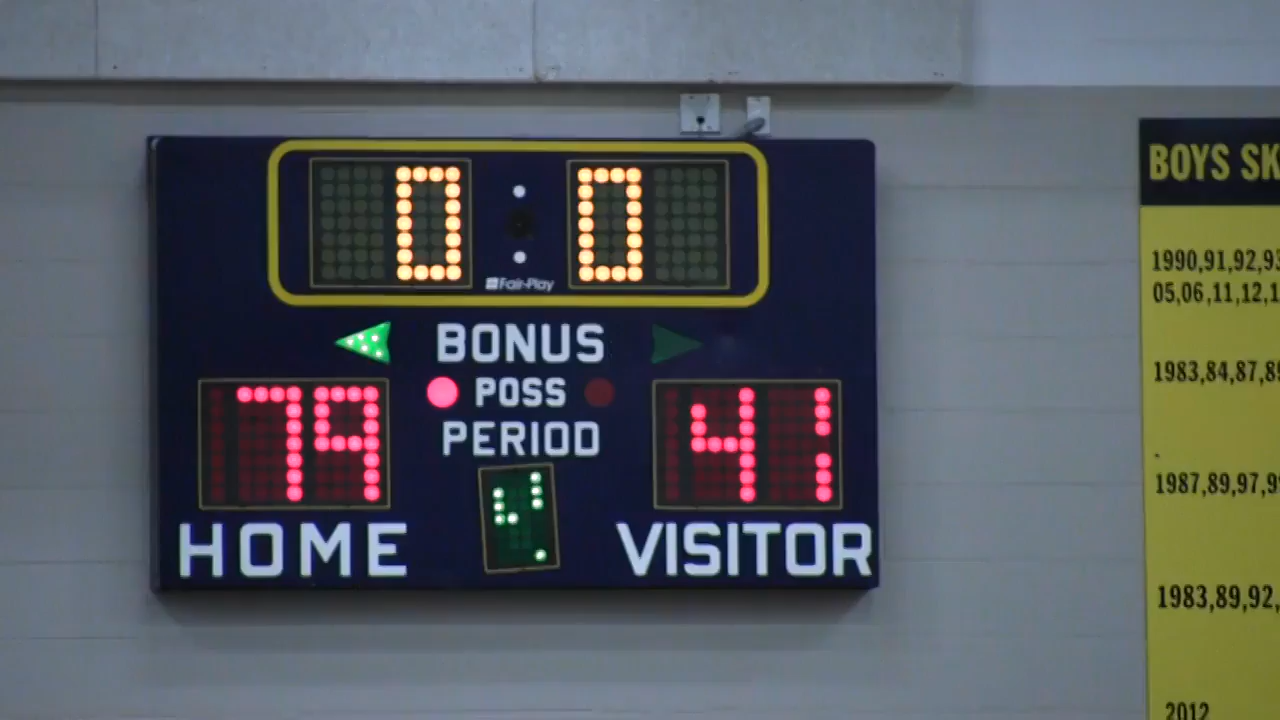 0 : 0
Fair-Play
BONUS
POSS
PERIOD
79 4 41
HOME VISITOR
BOYS SK
1990,91,92,93
05,06,11,12,1
1983,84,87,89
1987,89,97,9
1983,89,92,
2012